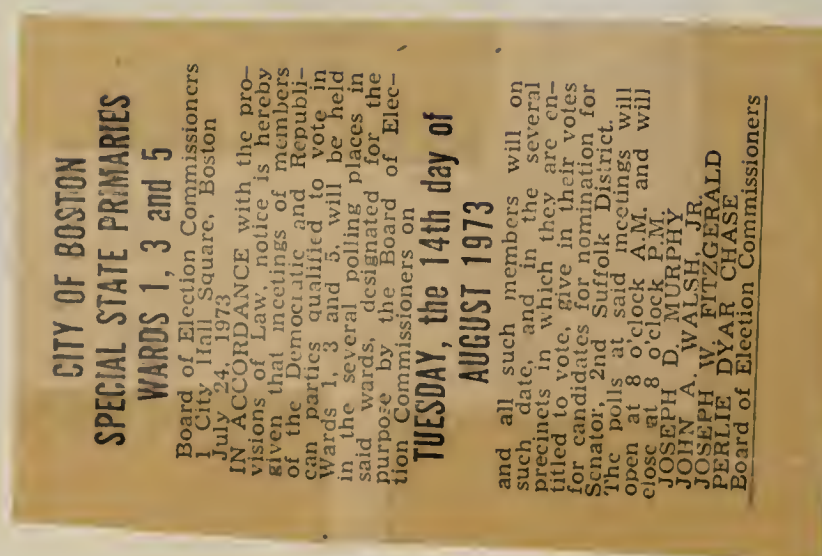 CITY OF BOSTON
SPECIAL STATE PRIMARIES
WARDS 1, 3 and 5
Board of Election Commissioners
1 City Hall Square, Boston
July 24, 1973
IN ACCORDANCE with the pro-
visions of Law, notice is hereby
given that meetings of members
of the Democratic and Republi-
can parties qualified to vote in
Wards 1, 3 and 5, will be held
in the several polling places in
said wards, designated for the
purpose by the Board of Elec-
tion Commissioners on
TUESDAY, the 14th day of
AUGUST 1973
and all such members will on
such date, and in the several
precincts in which they are en-
titled to vote, give in their votes
for candidates for nomination for
Senator, 2nd Suffolk District.
The polls at said meetings will
open at 8 o'clock A.M. and will
close at 8 o'clock P.M.
JOSEPH D. MURPHY
JOHN A. WALSH, JR.
JOSEPH W. FITZGERALD
PERLIE DYAR CHASE
Board of Election Commissioners